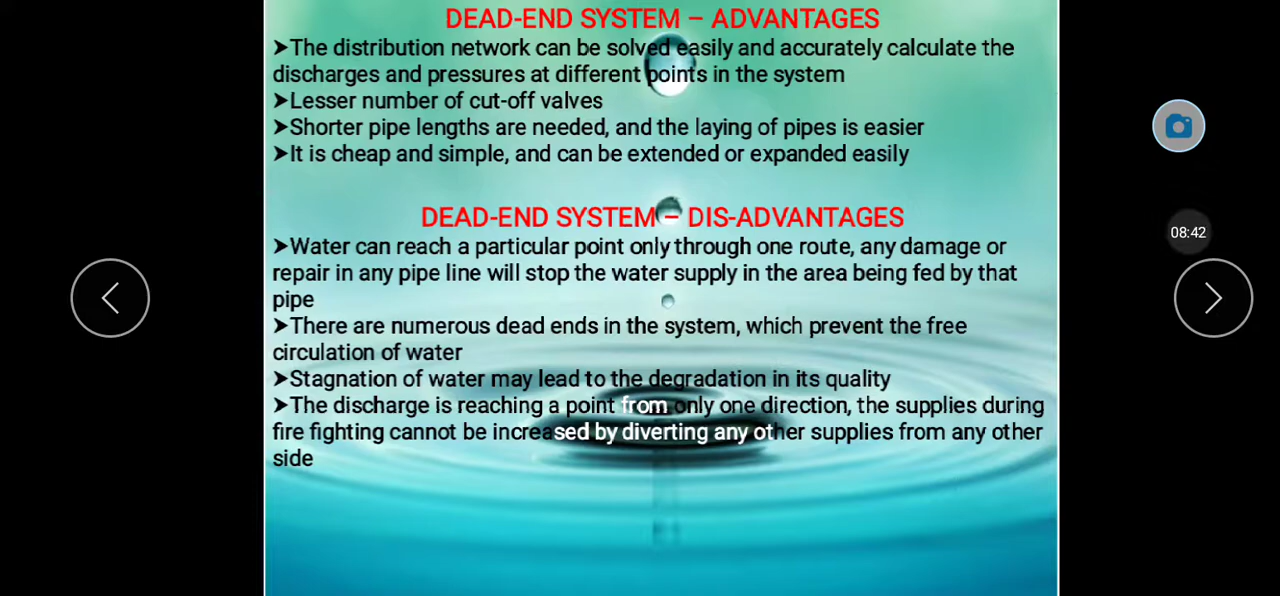 DEAD-END SYSTEM – ADVANTAGES
➤The distribution network can be solved easily and accurately calculate the
discharges and pressures at different points in the system
➤Lesser number of cut-off valves
➤Shorter pipe lengths are needed, and the laying of pipes is easier
➤It is cheap and simple, and can be extended or expanded easily
DEAD-END SYSTEM – DIS-ADVANTAGES
➤Water can reach a particular point only through one route, any damage or
repair in any pipe line will stop the water supply in the area being fed by that
pipe
➤There are numerous dead ends in the system, which prevent the free
circulation of water
➤Stagnation of water may lead to the degradation in its quality
➤The discharge is reaching a point from only one direction, the supplies during
fire fighting cannot be increased by diverting any other supplies from any other
side
08:42